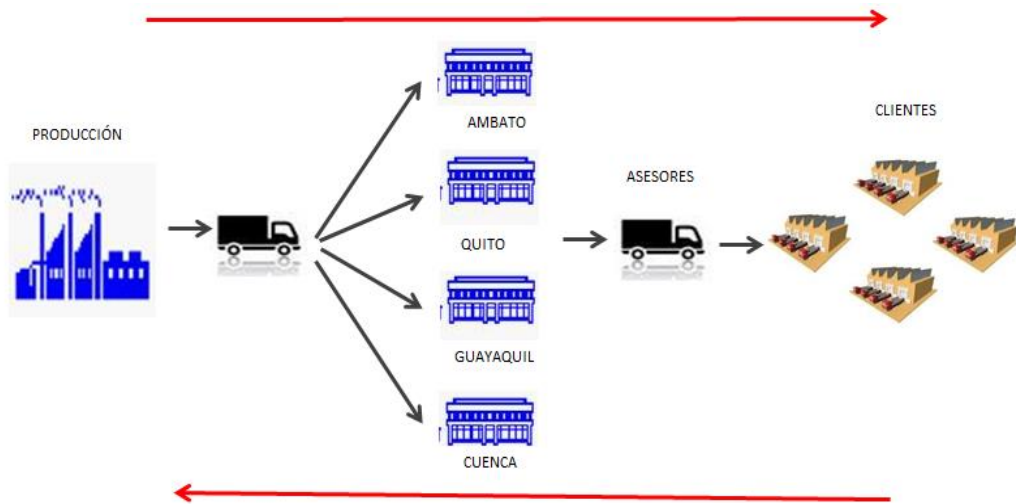 PRODUCCIÓN
AMBATO
QUITO
GUAYAQUIL
CUENCA
ASESORES
CLIENTES